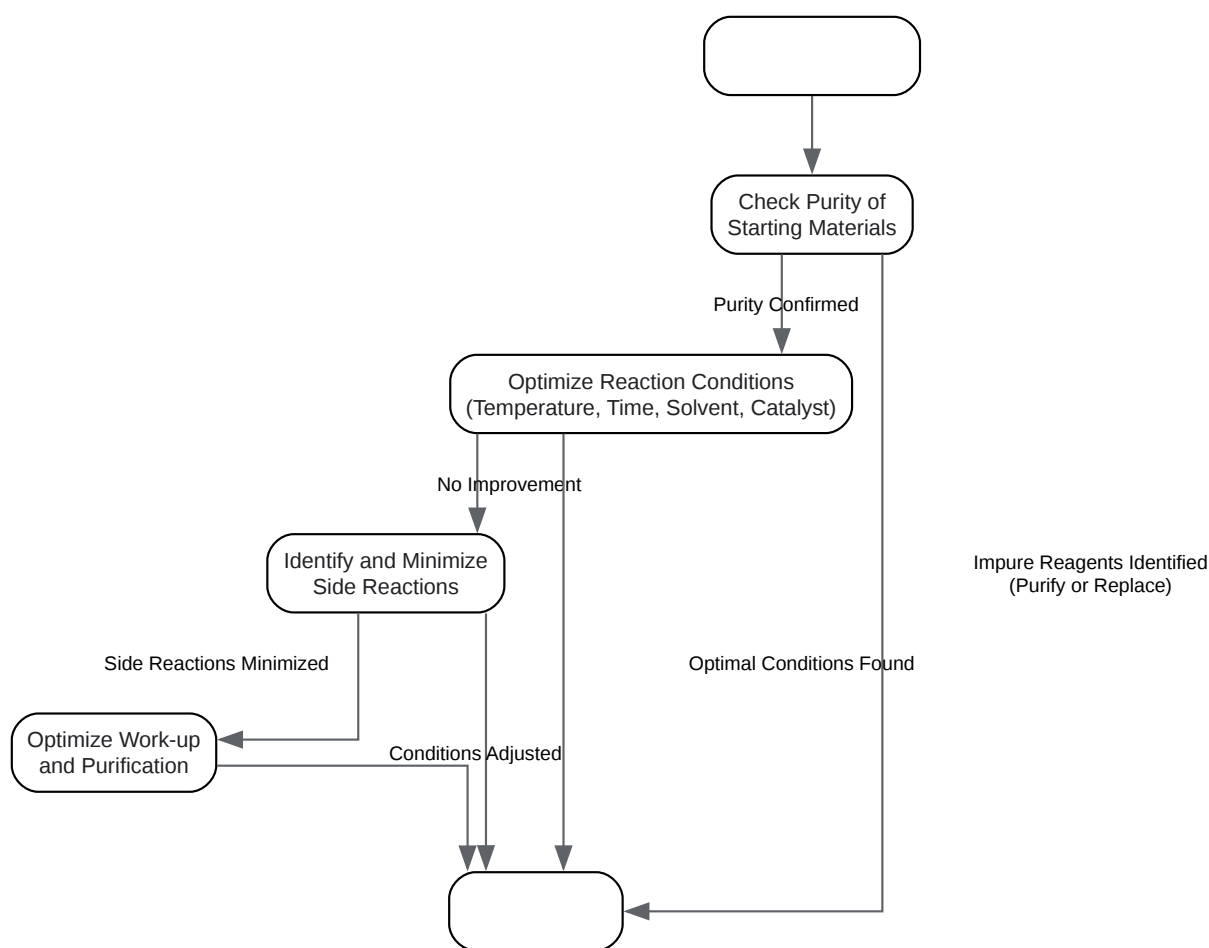 Check Purity of
Starting Materials
Purity Confirmed
Optimize Reaction Conditions
(Temperature, Time, Solvent, Catalyst)
No Improvement
Identify and Minimize
Side Reactions
Impure Reagents Identified
(Purify or Replace)
Side Reactions Minimized
Optimal Conditions Found
Optimize Work-up
and Purification
Conditions Adjusted